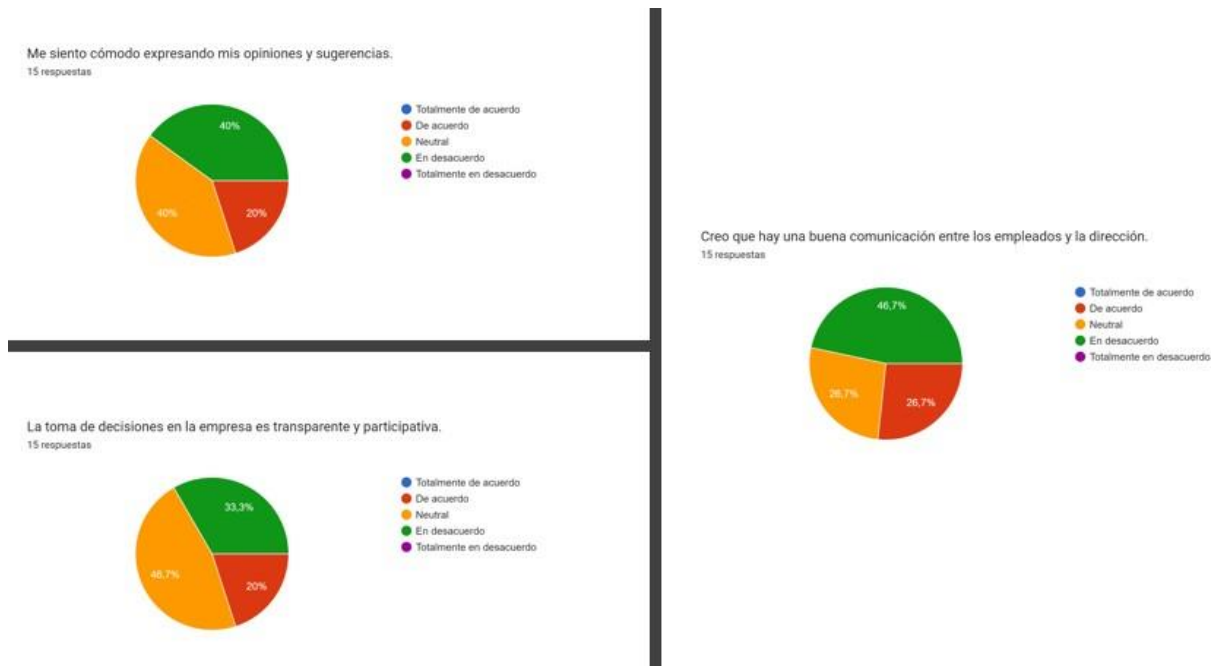 Me siento cómodo expresando mis opiniones y sugerencias.
15 respuestas
40%
40%
20%
Totalmente de acuerdo
De acuerdo
Neutral
En desacuerdo
Totalmente en desacuerdo
La toma de decisiones en la empresa es transparente y participativa.
15 respuestas
33,3%
46,7%
20%
Totalmente de acuerdo
De acuerdo
Neutral
En desacuerdo
Totalmente en desacuerdo
Creo que hay una buena comunicación entre los empleados y la dirección.
15 respuestas
46,7%
26,7%
26,7%
Totalmente de acuerdo
De acuerdo
Neutral
En desacuerdo
Totalmente en desacuerdo